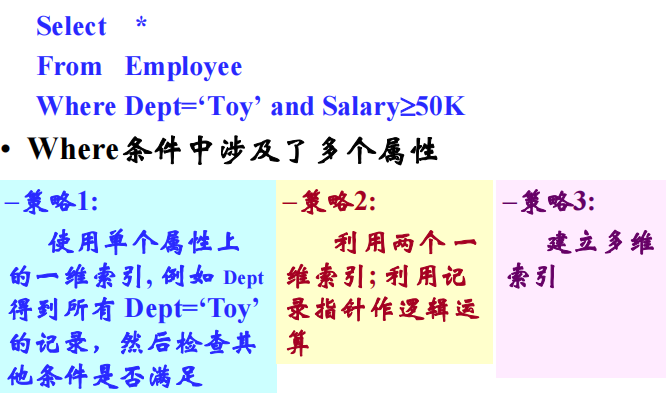 Select *
From Employee
Where Dept=‘Toy’ and Salary≥50K
• Where条件中涉及了多个属性
–策略1:
使用单个属性上
的一维索引, 例如 Dept
得到所有 Dept=‘Toy’
的记录，然后检查其
他条件是否满足
–策略2:
利用两个一
维索引; 利用记
录指针作逻辑运
算
–策略3:
建立多维
索引